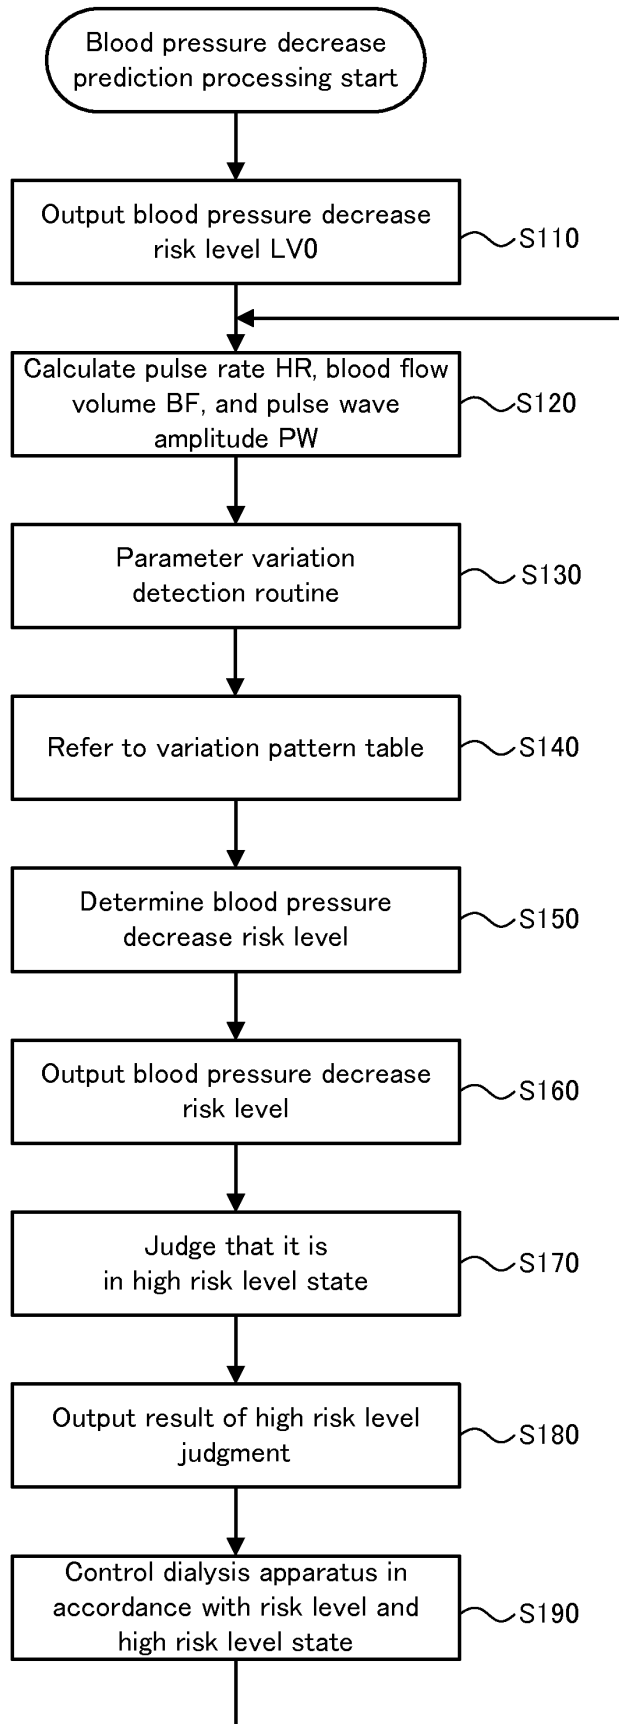 Blood pressure decrease
prediction processing start
Output blood pressure decrease
risk level LV0
S110
Calculate pulse rate HR, blood flow
volume BF, and pulse wave
amplitude PW
S120
Parameter variation
detection routine
S130
Refer to variation pattern table
S140
Determine blood pressure
decrease risk level
S150
Output blood pressure decrease
risk level
S160
Judge that it is
in high risk level state
S170
Output result of high risk level
judgment
S180
Control dialysis apparatus in
accordance with risk level and
high risk level state
S190